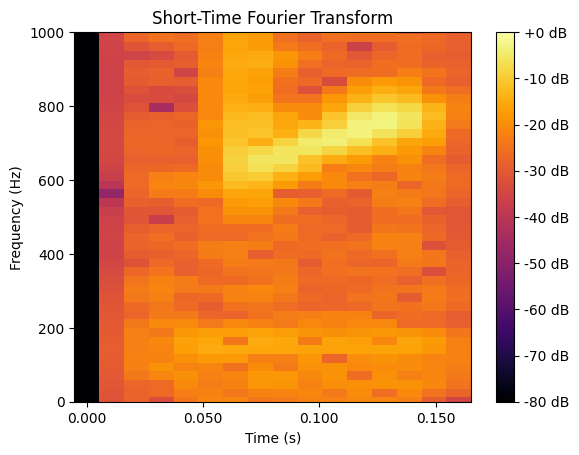 Short-Time Fourier Transform
1000
800
600
400
200
0
Frequency (Hz)
0.000
0.050
0.100
0.150
Time (s)
+0 dB
-10 dB
-20 dB
-30 dB
-40 dB
-50 dB
-60 dB
-70 dB
-80 dB